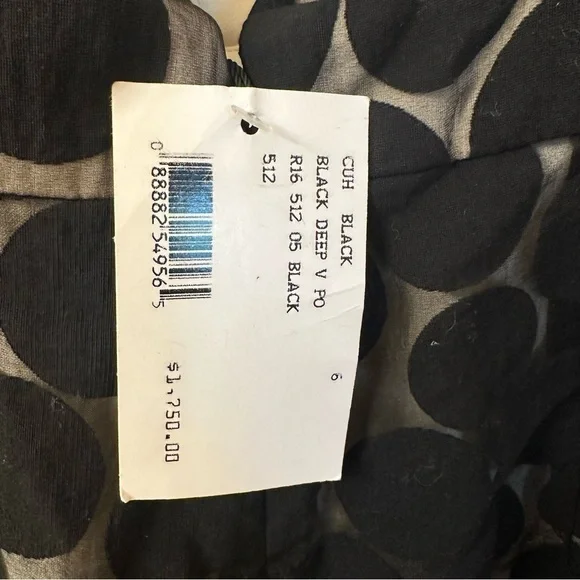 CUH BLACK
BLACK DEEP V PO
R16 512 05 BLACK
512
6
0 88882 54956 5
$1,750.00